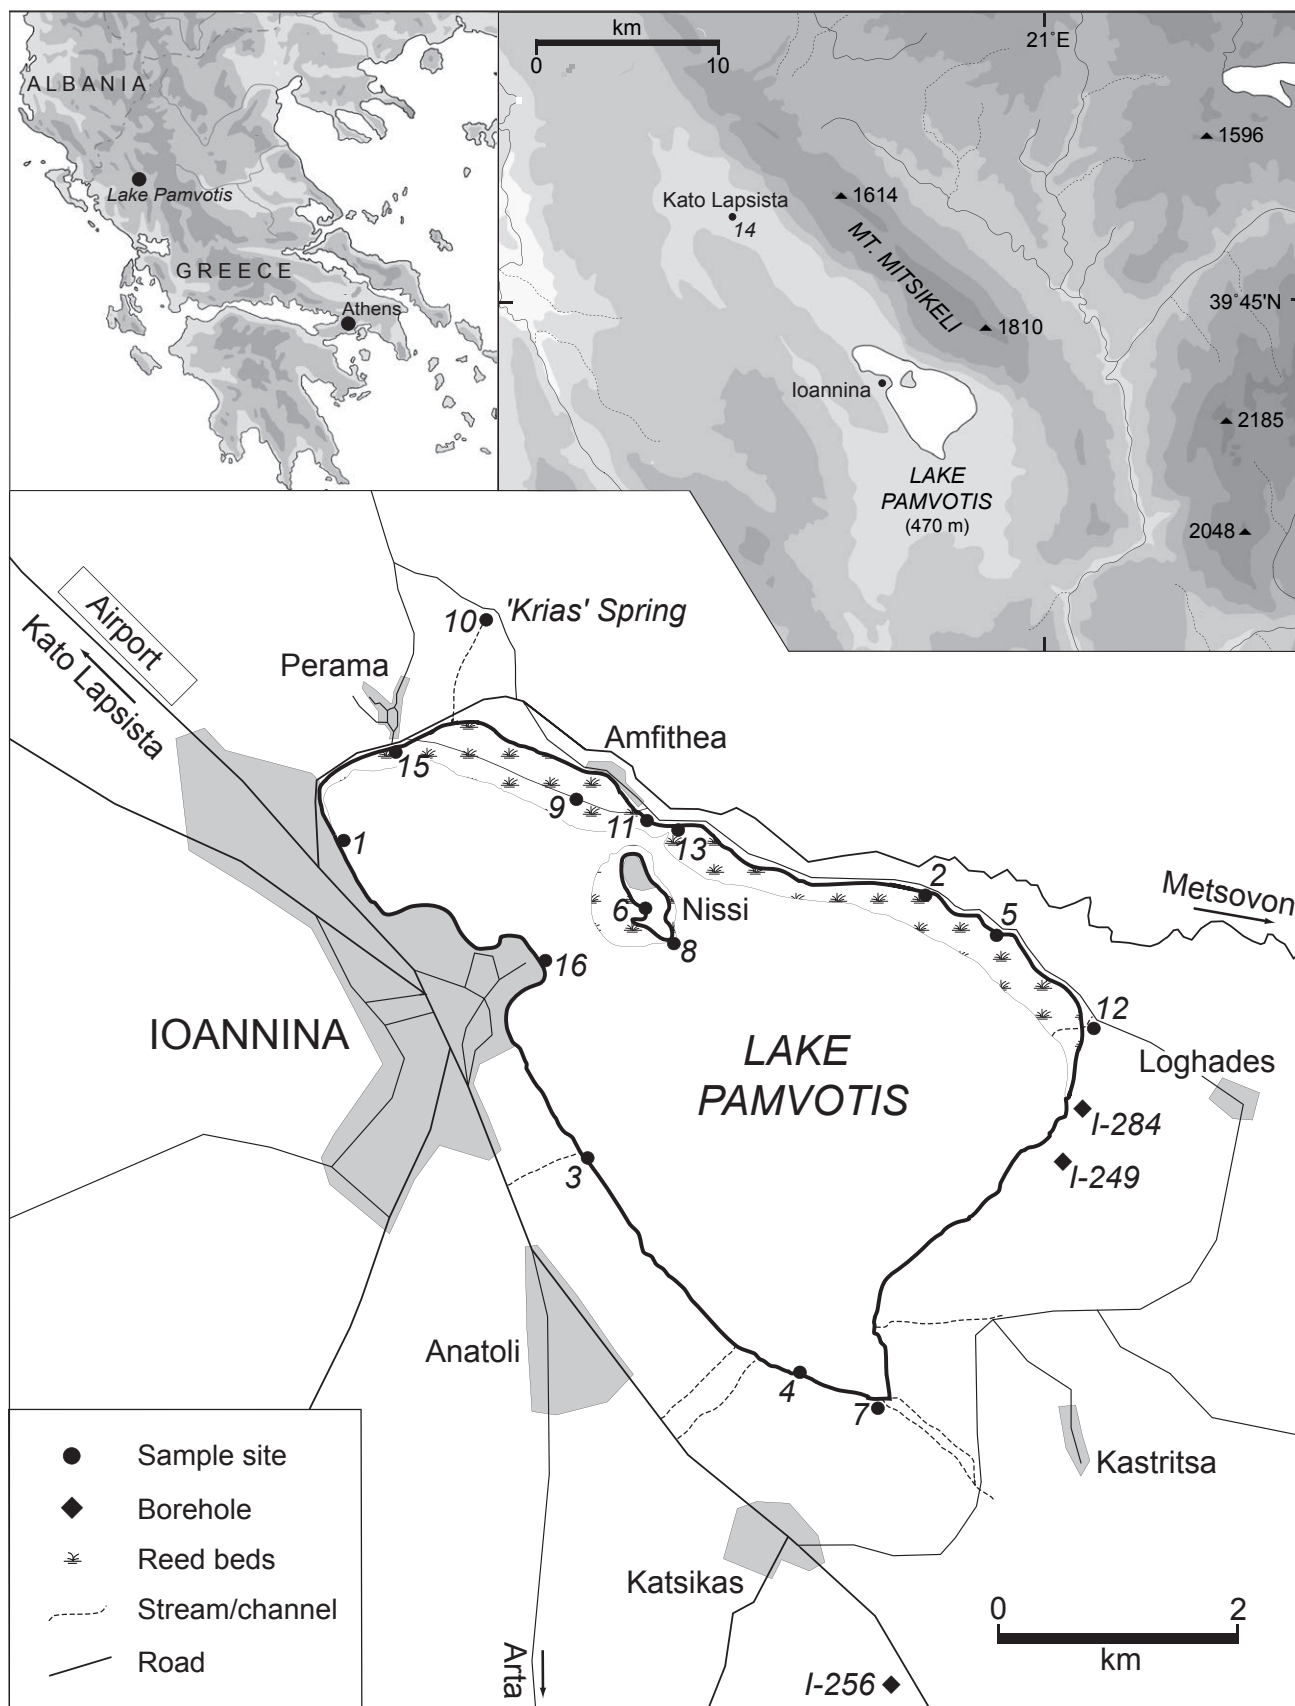 ALBANIA
Lake Pamvotis
GREECE
Athens
km
0 10
21°E
1596
Kato Lapsista
14
1614
MT. MITSIKELI
39°45'N
1810
Ioannina
2185
LAKE
PAMVOTIS
(470 m)
2048
Airport
Kato Lapsista
10 'Krias' Spring
Perama
Amfithea
15
9
11
13
1
2
Metsovon
6
Nissi
5
8
16
12
IOANNINA
LAKE
PAMVOTIS
Loghades
I-284
3
I-249
Anatoli
4
7
Kastritsa
Katsikas
Arta
I-256
Sample site
Borehole
Reed beds
Stream/channel
Road
0 2
km